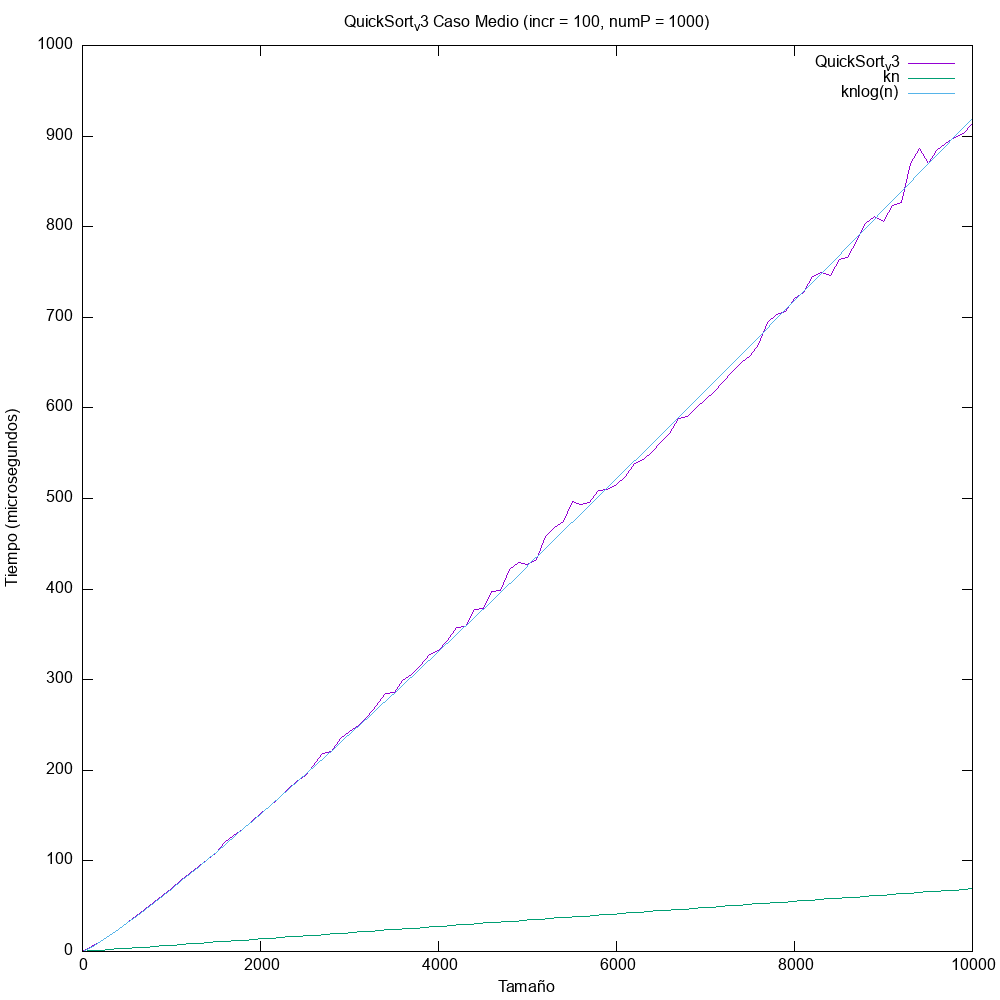 QuickSortv3 Caso Medio (incr = 100, numP = 1000)
QuickSortv3
kn
knlog(n)
1000
900
800
700
600
500
400
300
200
100
0
Tiempo (microsegundos)
0 2000 4000 6000 8000 10000
Tamaño